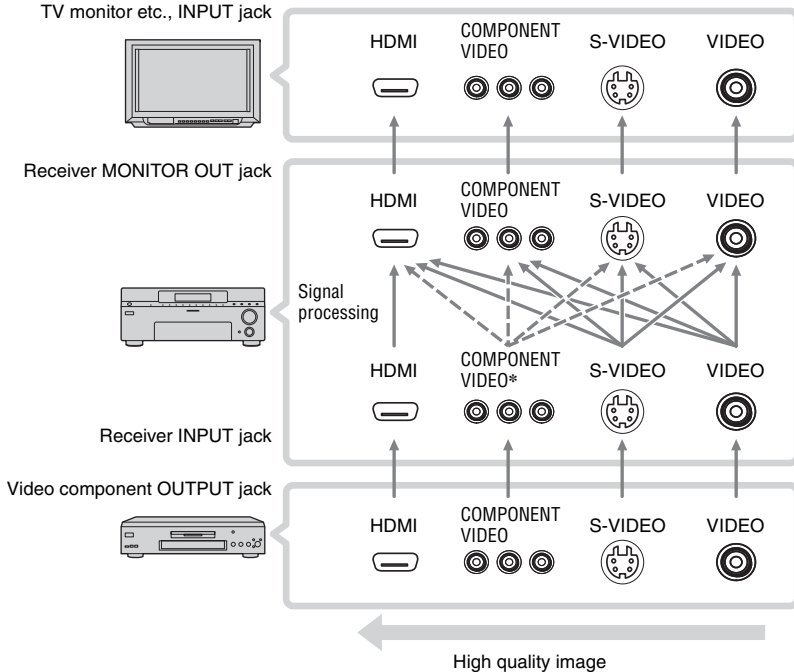 TV monitor etc., INPUT jack
HDMI
COMPONENT
VIDEO
S-VIDEO
VIDEO
Receiver MONITOR OUT jack
HDMI
COMPONENT
VIDEO
S-VIDEO
VIDEO
Signal
processing
HDMI
COMPONENT
VIDEO*
S-VIDEO
VIDEO
Receiver INPUT jack
Video component OUTPUT jack
HDMI
COMPONENT
VIDEO
S-VIDEO
VIDEO
High quality image